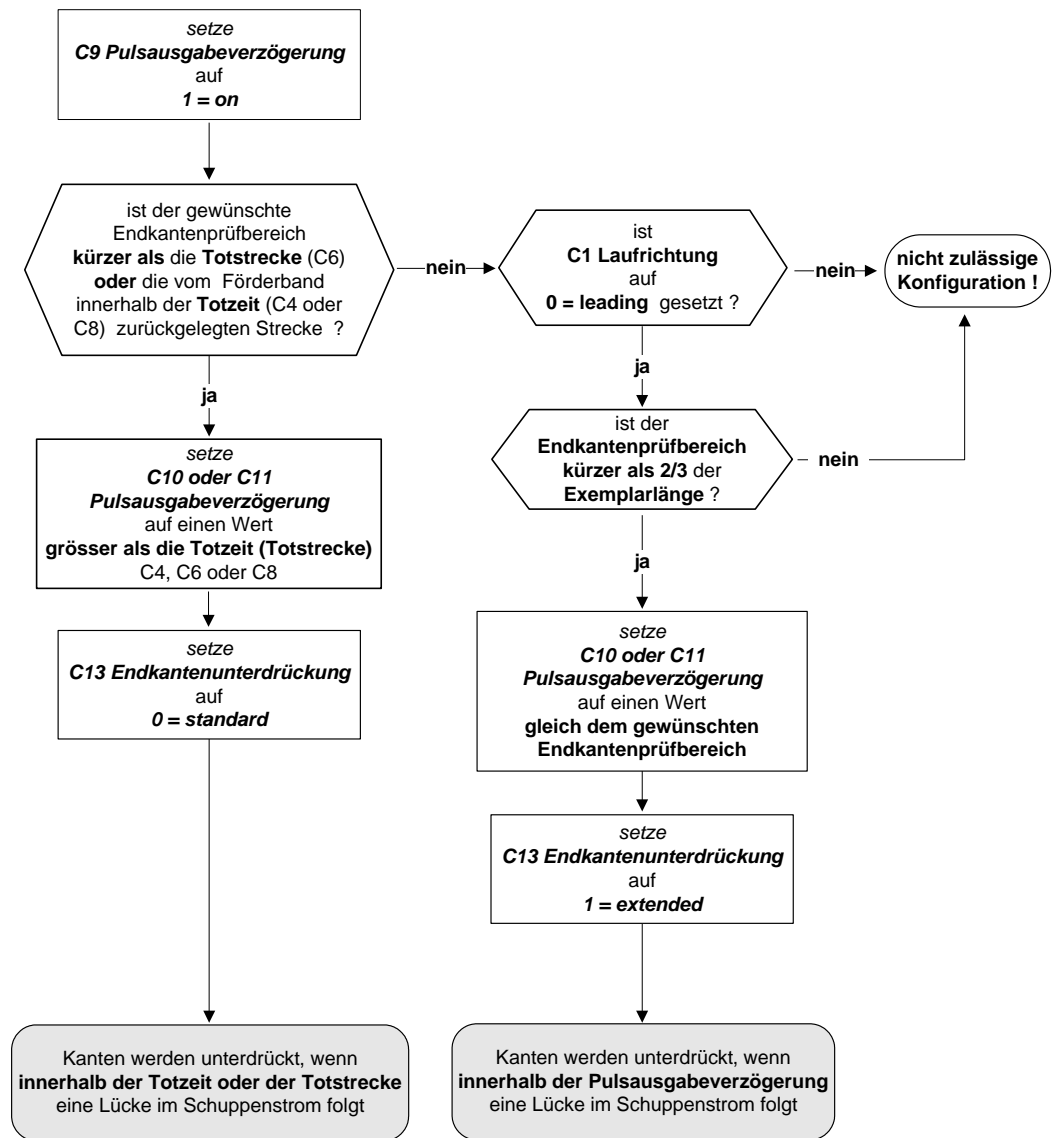 setze
C9 Pulsausgabeverzögerung
auf
1 = on
ist der gewünschte
Endkantenprüfbereich
kürzer als die Totstrecke (C6)
oder die vom Förderband
innerhalb der Totzeit (C4 oder
C8) zurückgelegten Strecke ?
nein
ist
C1 Laufrichtung
auf
0 = leading gesetzt ?
nein
nicht zulässige
Konfiguration !
ja
setze
C10 oder C11
Pulsausgabeverzögerung
auf einen Wert
grösser als die Totzeit (Totstrecke)
C4, C6 oder C8
setze
C13 Endkantenunterdrückung
auf
0 = standard
ja
ist der
Endkantenprüfbereich
kürzer als 2/3 der
Exemplarlänge ?
nein
ja
setze
C10 oder C11
Pulsausgabeverzögerung
auf einen Wert
gleich dem gewünschten
Endkantenprüfbereich
setze
C13 Endkantenunterdrückung
auf
1 = extended
Kanten werden unterdrückt, wenn
innerhalb der Totzeit oder der Totstrecke
eine Lücke im Schuppenstrom folgt
Kanten werden unterdrückt, wenn
innerhalb der Pulsausgabeverzögerung
eine Lücke im Schuppenstrom folgt